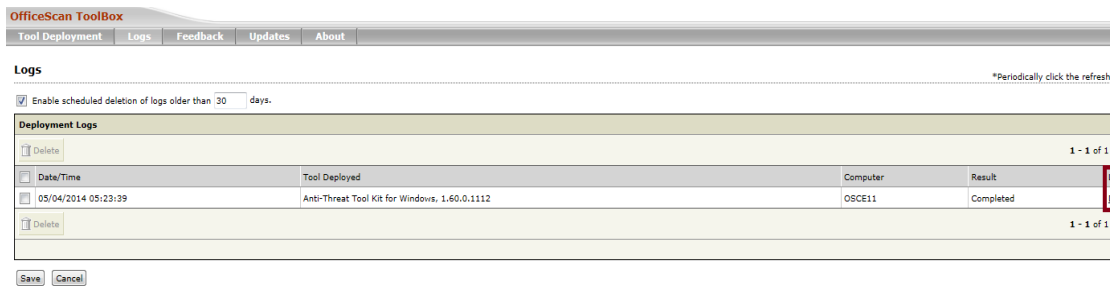 OfficeScan ToolBox
Tool Deployment Logs Feedback Updates About
Logs
*Periodically click the refresh
Enable scheduled deletion of logs older than 30 days.
Deployment Logs
Delete 1 - 1 of 1
Date/Time Tool Deployed Computer Result
05/04/2014 05:23:39 Anti-Threat Tool Kit for Windows, 1.60.0.1112 OSCE11 Completed
Delete 1 - 1 of 1
Save Cancel